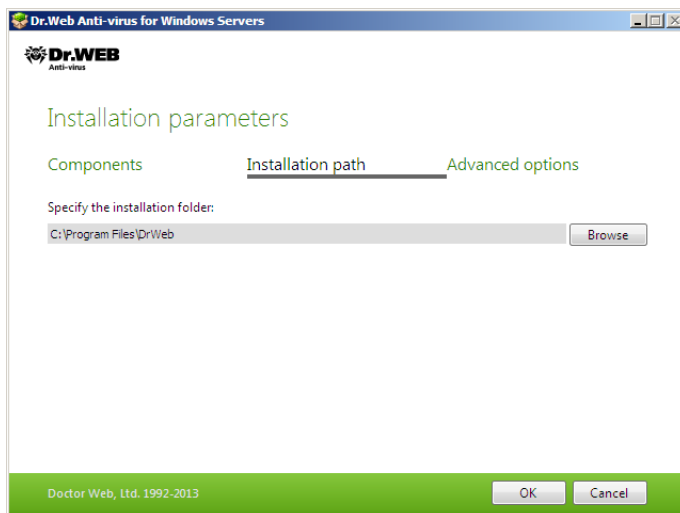 Dr.Web Anti-virus for Windows Servers
Dr.WEB
Anti-virus
Installation parameters
Components Installation path Advanced options
Specify the installation folder:
C:\Program Files\DrWeb Browse
Doctor Web, Ltd. 1992-2013 OK Cancel